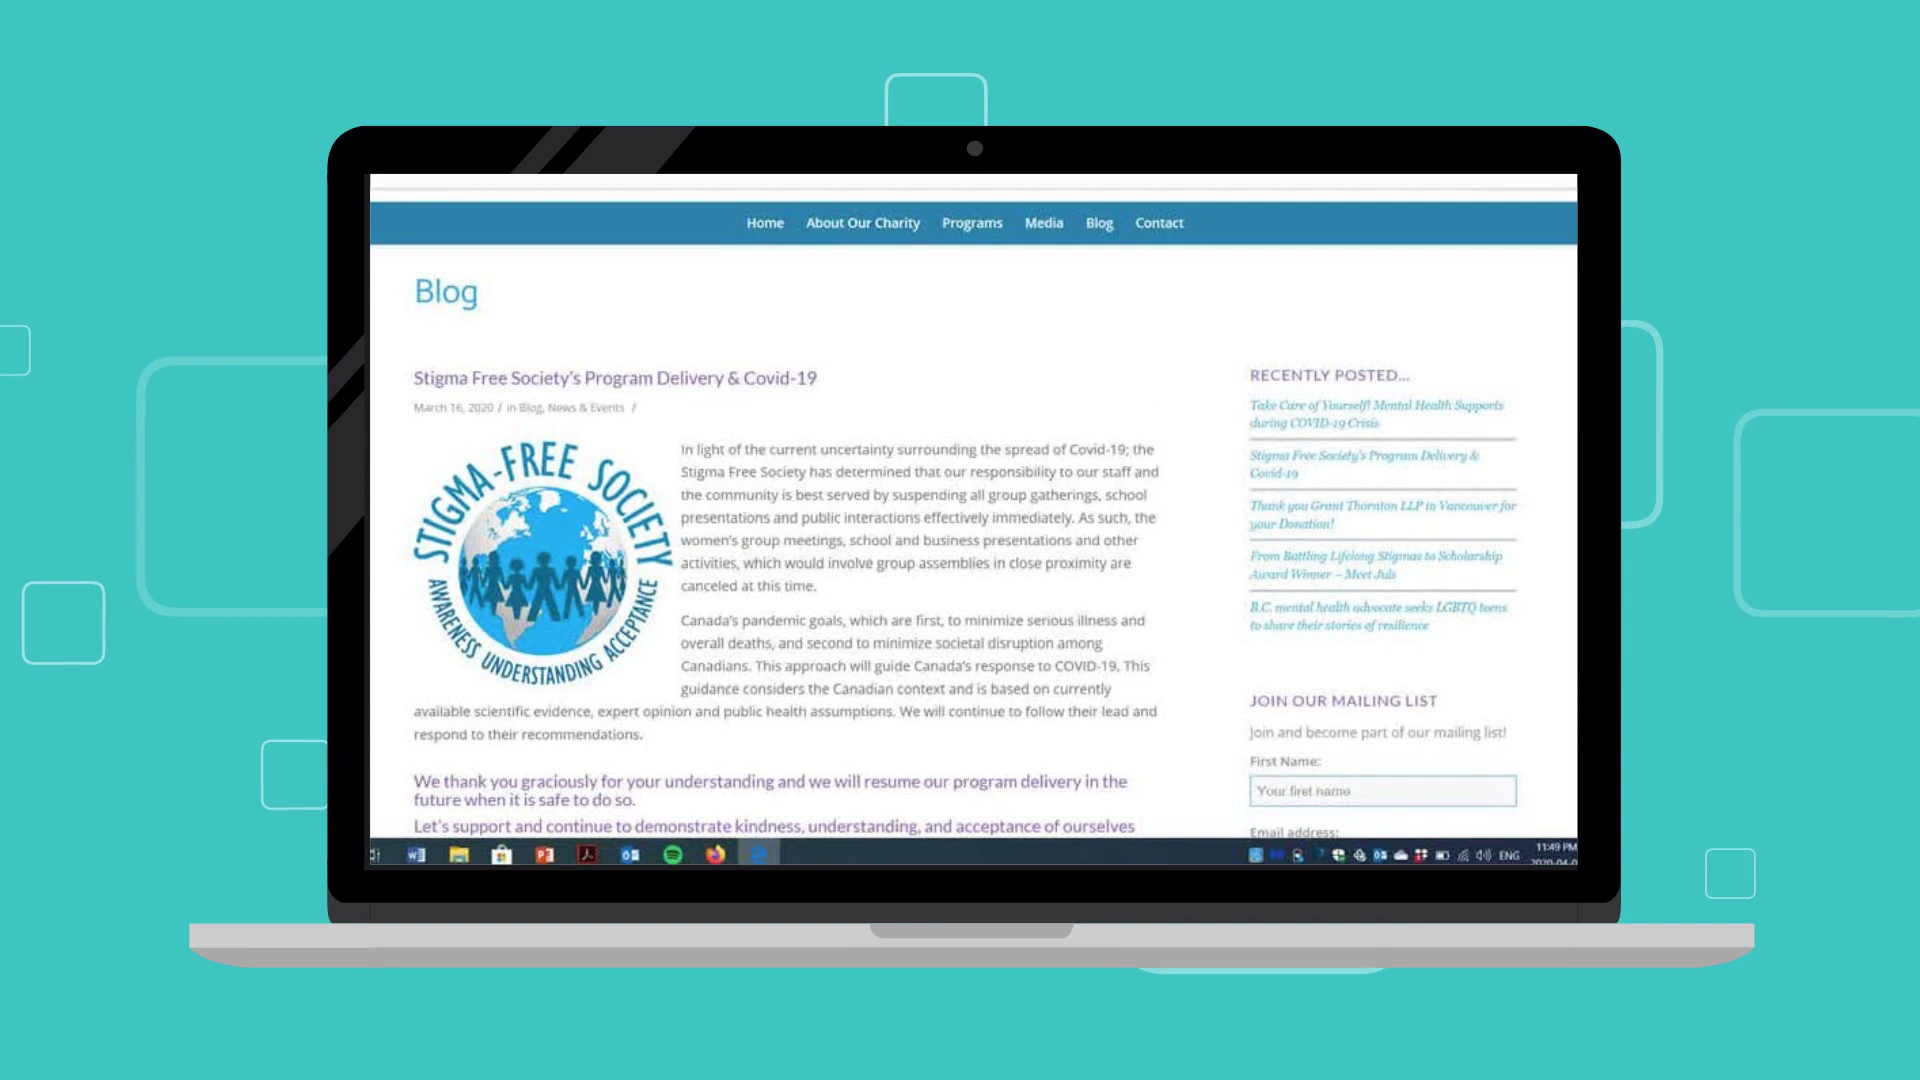 Home About Our Charity Programs Media Blog Contact
Blog
Stigma Free Society's Program Delivery & Covid-19
March 16, 2020 / in Blog, News & Events /
STIGMA-FREE SOCIETY
AWARENESS UNDERSTANDING ACCEPTANCE
In light of the current uncertainty surrounding the spread of Covid-19; the
Stigma Free Society has determined that our responsibility to our staff and
the community is best served by suspending all group gatherings, school
presentations and public interactions effectively immediately. As such, the
women's group meetings, school and business presentations and other
activities, which would involve group assemblies in close proximity are
canceled at this time.
Canada's pandemic goals, which are first, to minimize serious illness and
overall deaths, and second to minimize societal disruption among
Canadians. This approach will guide Canada's response to COVID-19. This
guidance considers the Canadian context and is based on currently
available scientific evidence, expert opinion and public health assumptions. We will continue to follow their lead and
respond to their recommendations.
We thank you graciously for your understanding and we will resume our program delivery in the
future when it is safe to do so.
Let's support and continue to demonstrate kindness, understanding, and acceptance of ourselves
RECENTLY POSTED...
Take Care of Yourself! Mental Health Supports
during COVID-19 Crisis
Stigma Free Society's Program Delivery &
Covid-19
Thank you Grant Thornton LLP in Vancouver for
your Donation!
From Battling Lifelong Stigmas to Scholarship
Award Winner – Meet Juls
B.C. mental health advocate seeks LGBTQ teens
to share their stories of resilience
JOIN OUR MAILING LIST
Join and become part of our mailing list!
First Name:
Your first name
Email address:
ENG
11:49 PM